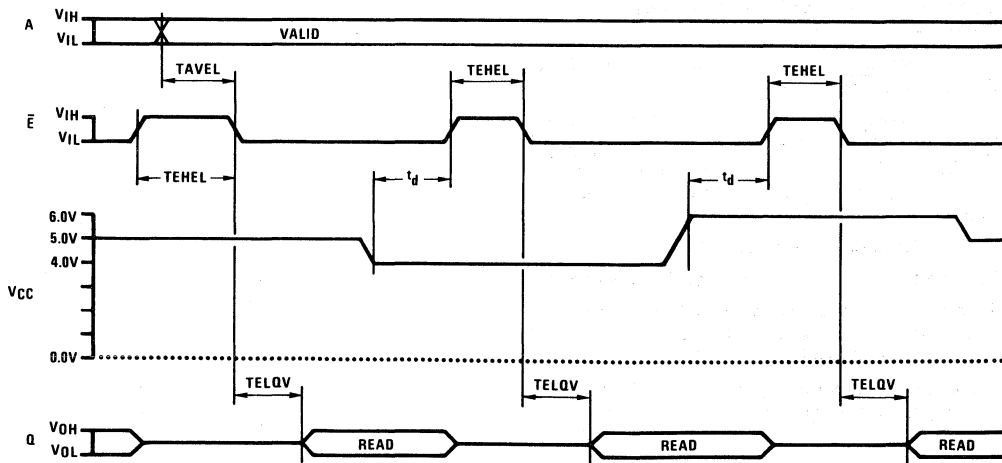 A VIH
VIL
VALID
TAVEL TEHEL TEHEL
Ē VIH
VIL
TEHEL td td
6.0V
5.0V
4.0V
VCC
0.0V
TELQV TELQV TELQV
Q VOH
VOL
READ READ READ